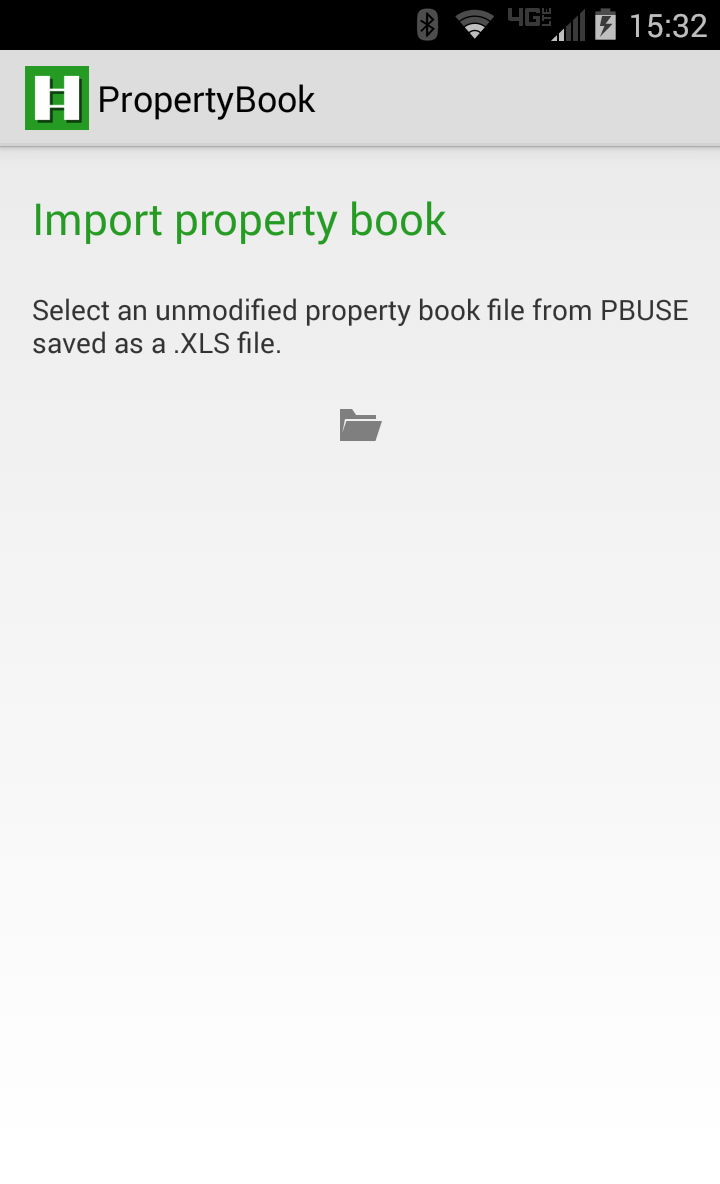 4G LTE 15:32
PropertyBook
Import property book
Select an unmodified property book file from PBUSE
saved as a .XLS file.